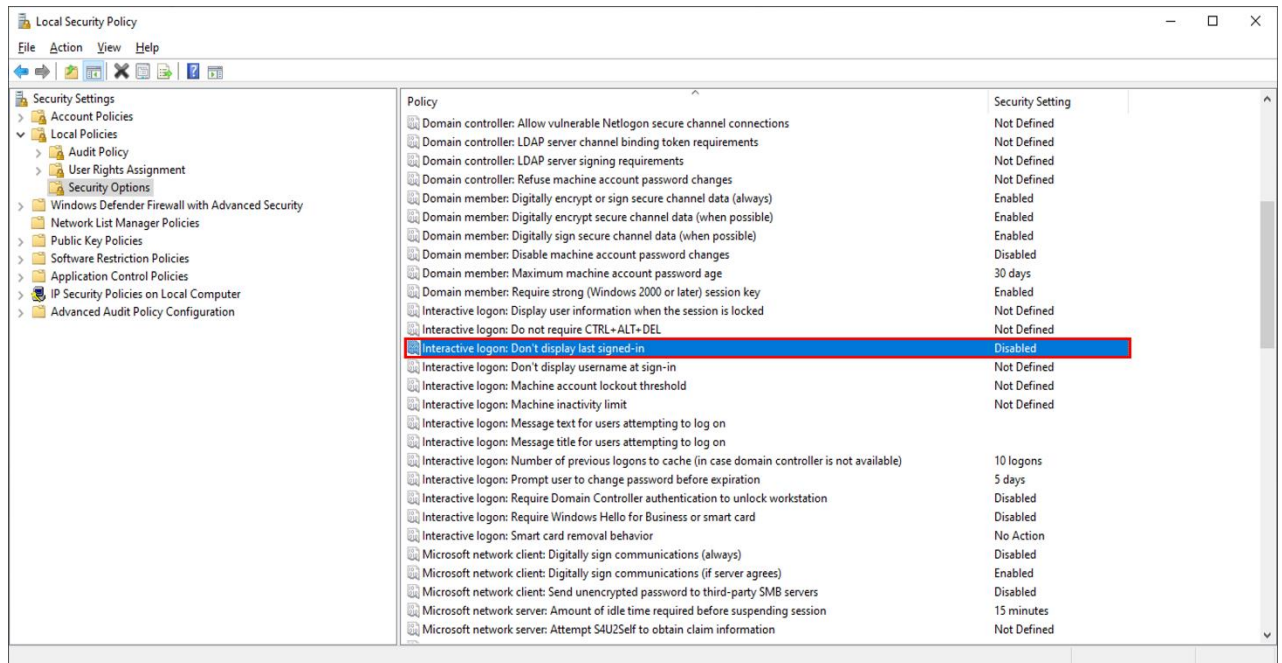 Local Security Policy
File Action View Help
Security Settings
Account Policies
Local Policies
Audit Policy
User Rights Assignment
Security Options
Windows Defender Firewall with Advanced Security
Network List Manager Policies
Public Key Policies
Software Restriction Policies
Application Control Policies
IP Security Policies on Local Computer
Advanced Audit Policy Configuration
Policy Security Setting
Domain controller: Allow vulnerable Netlogon secure channel connections Not Defined
Domain controller: LDAP server channel binding token requirements Not Defined
Domain controller: LDAP server signing requirements Not Defined
Domain controller: Refuse machine account password changes Not Defined
Domain member: Digitally encrypt or sign secure channel data (always) Enabled
Domain member: Digitally encrypt secure channel data (when possible) Enabled
Domain member: Digitally sign secure channel data (when possible) Enabled
Domain member: Disable machine account password changes Disabled
Domain member: Maximum machine account password age 30 days
Domain member: Require strong (Windows 2000 or later) session key Enabled
Interactive logon: Display user information when the session is locked Not Defined
Interactive logon: Do not require CTRL+ALT+DEL Not Defined
Interactive logon: Don't display last signed-in Disabled
Interactive logon: Don't display username at sign-in Not Defined
Interactive logon: Machine account lockout threshold Not Defined
Interactive logon: Machine inactivity limit Not Defined
Interactive logon: Message text for users attempting to log on
Interactive logon: Message title for users attempting to log on
Interactive logon: Number of previous logons to cache (in case domain controller is not available) 10 logons
Interactive logon: Prompt user to change password before expiration 5 days
Interactive logon: Require Domain Controller authentication to unlock workstation Disabled
Interactive logon: Require Windows Hello for Business or smart card Disabled
Interactive logon: Smart card removal behavior No Action
Microsoft network client: Digitally sign communications (always) Disabled
Microsoft network client: Digitally sign communications (if server agrees) Enabled
Microsoft network client: Send unencrypted password to third-party SMB servers Disabled
Microsoft network server: Amount of idle time required before suspending session 15 minutes
Microsoft network server: Attempt S4U2Self to obtain claim information Not Defined